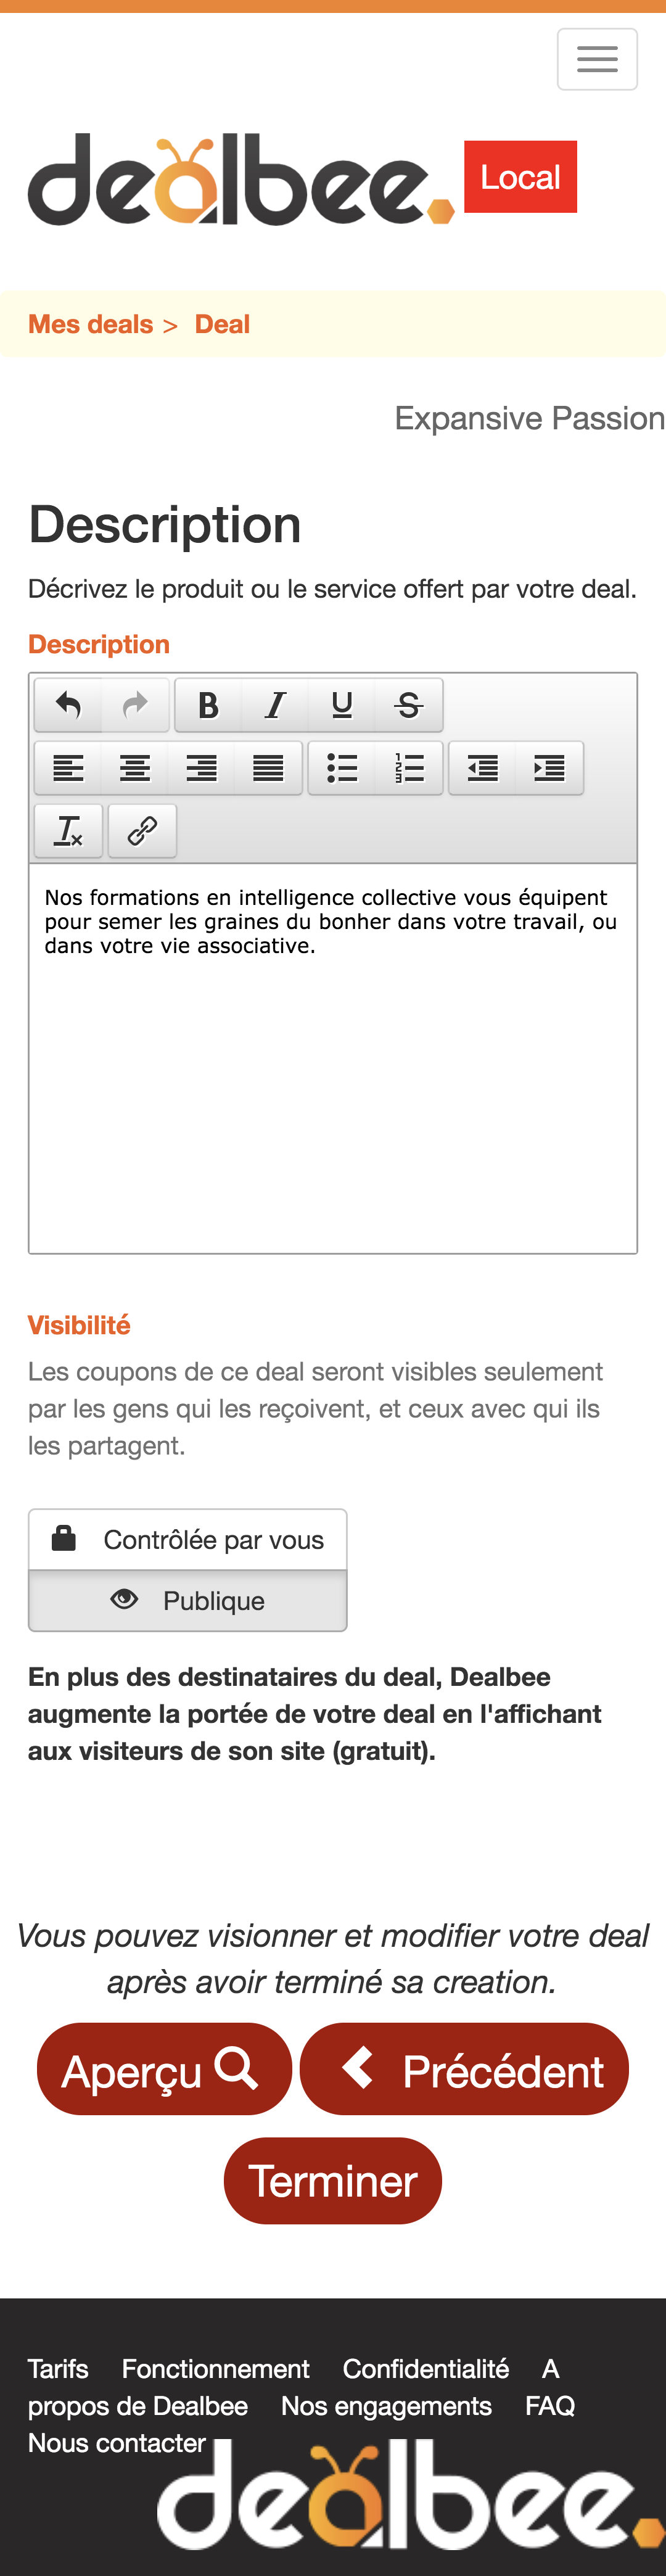 dealbee.
Local
Mes deals > Deal
Expansive Passion
Description
Décrivez le produit ou le service offert par votre deal.
Description
B I U S
Nos formations en intelligence collective vous équipent
pour semer les graines du bonher dans votre travail, ou
dans votre vie associative.
Visibilité
Les coupons de ce deal seront visibles seulement
par les gens qui les reçoivent, et ceux avec qui ils
les partagent.
Contrôlée par vous
Publique
En plus des destinataires du deal, Dealbee
augmente la portée de votre deal en l'affichant
aux visiteurs de son site (gratuit).
Vous pouvez visionner et modifier votre deal
après avoir terminé sa creation.
Aperçu Précédent
Terminer
Tarifs Fonctionnement Confidentialité A
propos de Dealbee Nos engagements FAQ
Nous contacter
dealbee.